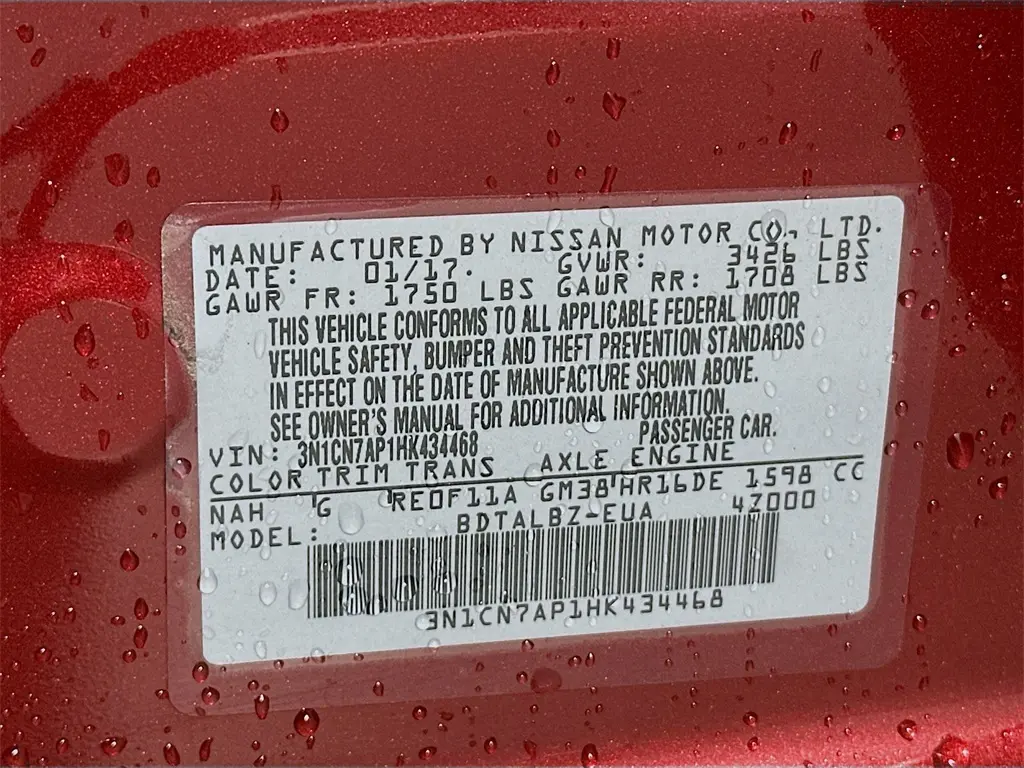 MANUFACTURED BY NISSAN MOTOR CO., LTD.
DATE: 01/17. GVWR: 3426 LBS
GAWR FR: 1750 LBS GAWR RR: 1708 LBS
THIS VEHICLE CONFORMS TO ALL APPLICABLE FEDERAL MOTOR
VEHICLE SAFETY, BUMPER AND THEFT PREVENTION STANDARDS
IN EFFECT ON THE DATE OF MANUFACTURE SHOWN ABOVE.
SEE OWNER'S MANUAL FOR ADDITIONAL INFORMATION.
VIN: 3N1CN7AP1HK434468 PASSENGER CAR.
COLOR TRIM TRANS AXLE ENGINE
NAH G RE0F11A GM38 HR16DE 1598 CC
MODEL: BDTALBZ-EUA 4Z000
3N1CN7AP1HK434468